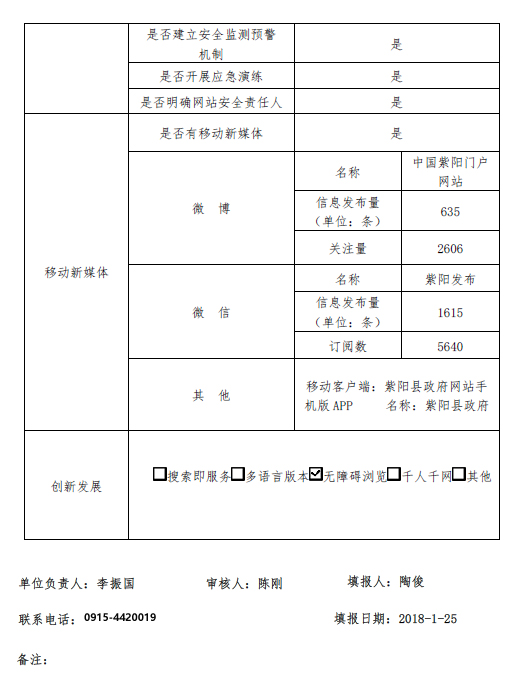 是否建立安全监测预警
机制
是
是否开展应急演练
是
是否明确网站安全责任人
是
移动新媒体
是否有移动新媒体
是
微 博
名称
中国紫阳门户
网站
信息发布量
（单位：条）
635
关注量
2606
微 信
名称
紫阳发布
信息发布量
（单位：条）
1615
订阅数
5640
其 他
移动客户端：紫阳县政府网站手
机版 APP 名称：紫阳县政府
创新发展
☐搜索即服务☐多语言版本☑无障碍浏览☐千人千网☐其他
单位负责人：李振国 审核人：陈刚 填报人：陶俊
联系电话：0915-4420019 填报日期：2018-1-25
备注：